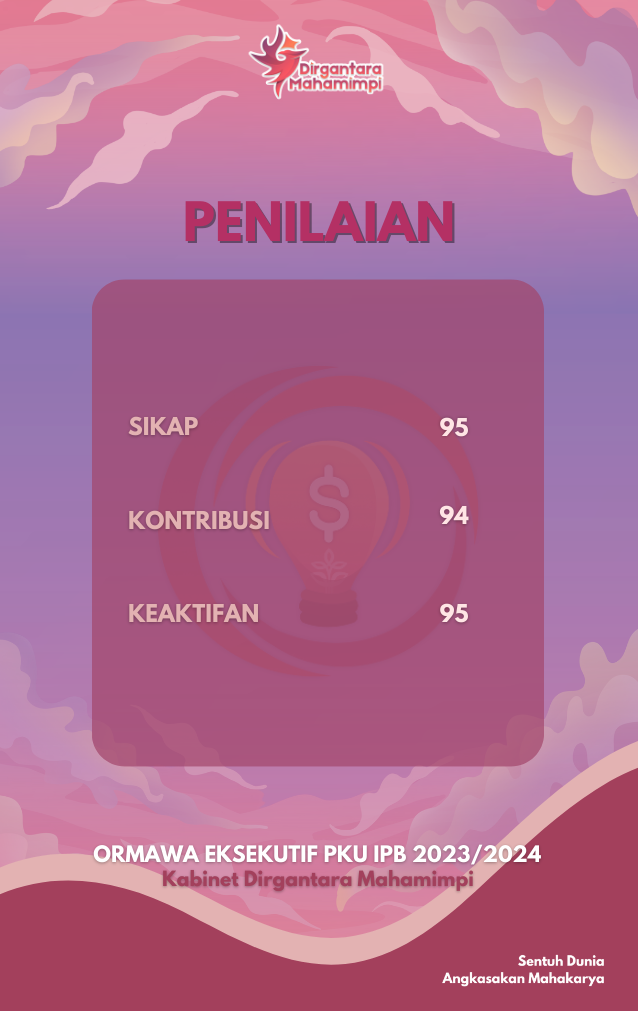 Dirgantara
Mahamimpi
PENILAIAN
SIKAP 95
KONTRIBUSI 94
KEAKTIFAN 95
$
ORMAWA EKSEKUTIF PKU IPB 2023/2024
Kabinet Dirgantara Mahamimpi
Sentuh Dunia
Angkasakan Mahakarya